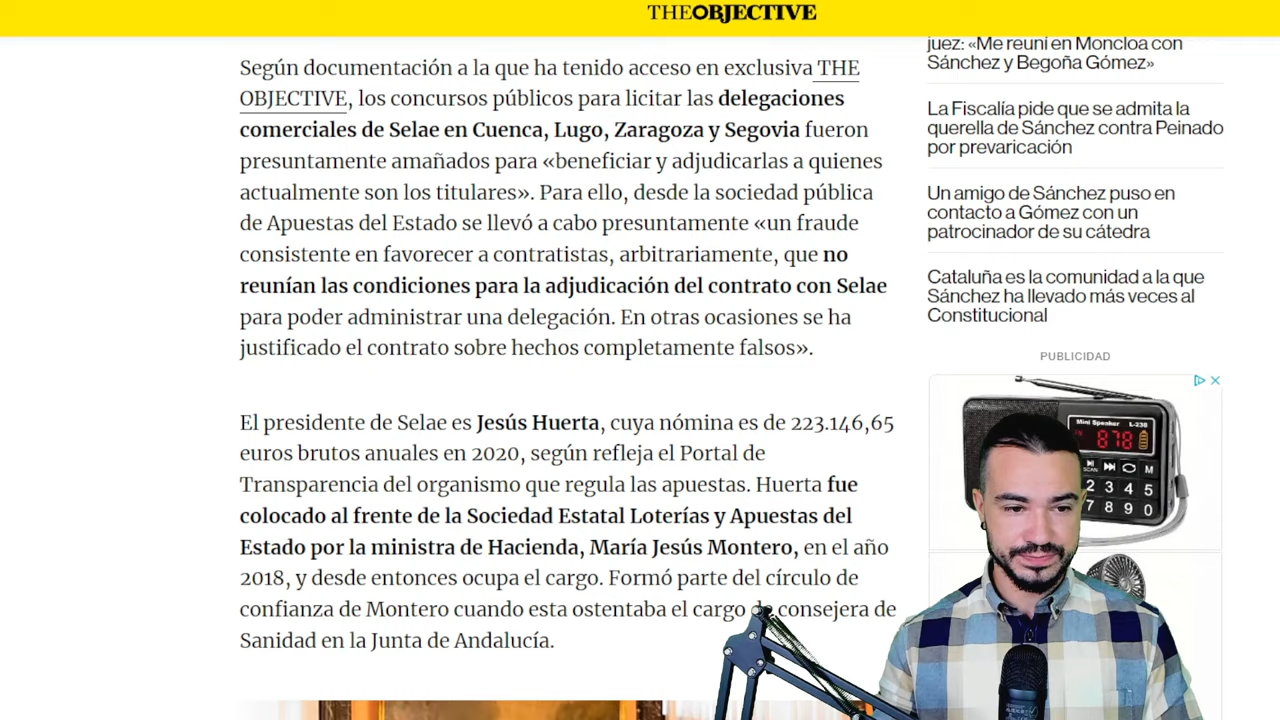 THEOBJECTIVE
Según documentación a la que ha tenido acceso en exclusiva THE
OBJECTIVE, los concursos públicos para licitar las delegaciones
comerciales de Selae en Cuenca, Lugo, Zaragoza y Segovia fueron
presuntamente amañados para «beneficiar y adjudicarlas a quienes
actualmente son los titulares». Para ello, desde la sociedad pública
de Apuestas del Estado se llevó a cabo presuntamente «un fraude
consistente en favorecer a contratistas, arbitrariamente, que no
reunían las condiciones para la adjudicación del contrato con Selae
para poder administrar una delegación. En otras ocasiones se ha
justificado el contrato sobre hechos completamente falsos».
El presidente de Selae es Jesús Huerta, cuya nómina es de 223.146,65
euros brutos anuales en 2020, según refleja el Portal de
Transparencia del organismo que regula las apuestas. Huerta fue
colocado al frente de la Sociedad Estatal Loterías y Apuestas del
Estado por la ministra de Hacienda, María Jesús Montero, en el año
2018, y desde entonces ocupa el cargo. Formó parte del círculo de
confianza de Montero cuando esta ostentaba el cargo de consejera de
Sanidad en la Junta de Andalucía.
juez: «Me reuní en Moncloa con
Sánchez y Begoña Gómez»
La Fiscalía pide que se admita la
querella de Sánchez contra Peinado
por prevaricación
Un amigo de Sánchez puso en
contacto a Gómez con un
patrocinador de su cátedra
Cataluña es la comunidad a la que
Sánchez ha llevado más veces al
Constitucional
PUBLICIDAD
Mini Speaker L-238
878
SCAN M
2 3 4 5
7 8 9 0